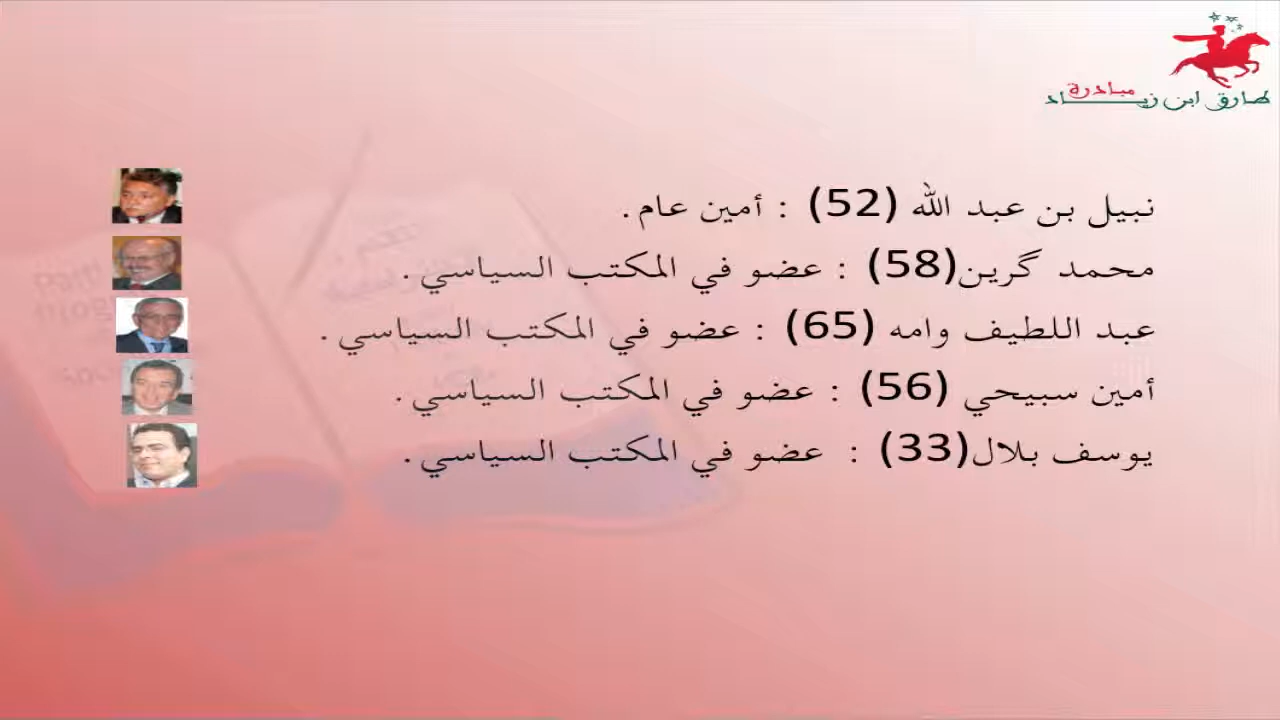 مبادرة
طارق ابن زيـــاد
نبيل بن عبد الله (52) : أمين عام.
محمد گرين(58) : عضو في المكتب السياسي.
عبد اللطيف وامه (65) : عضو في المكتب السياسي.
أمين سبيحي (56) : عضو في المكتب السياسي.
يوسف بلال(33) : عضو في المكتب السياسي.